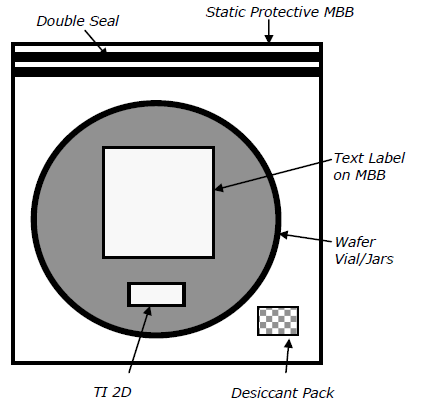 Static Protective MBB
Double Seal
Text Label
on MBB
Wafer
Vial/Jars
TI 2D
Desiccant Pack